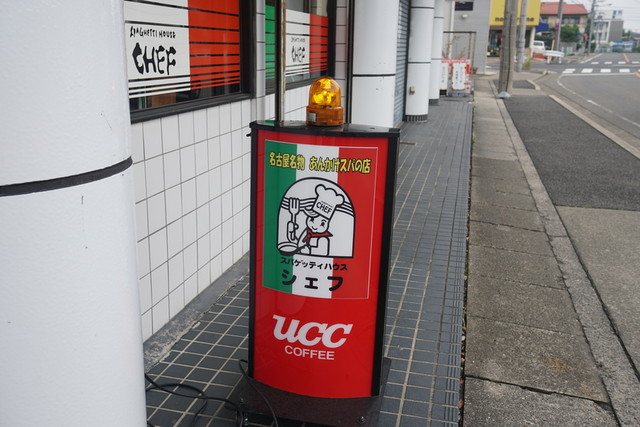 SPAGHETTI HOUSE
CHEF
CHEF
名古屋名物 あんかけスパの店
CHEF
スパゲッティハウス
シェフ
UCC
COFFEE